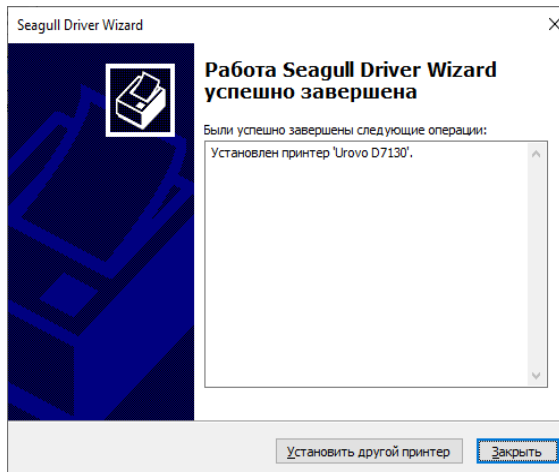 Seagull Driver Wizard
Работа Seagull Driver Wizard
успешно завершена
Были успешно завершены следующие операции:
Установлен принтер 'Urovo D7130'.
Установить другой принтер
Закрыть